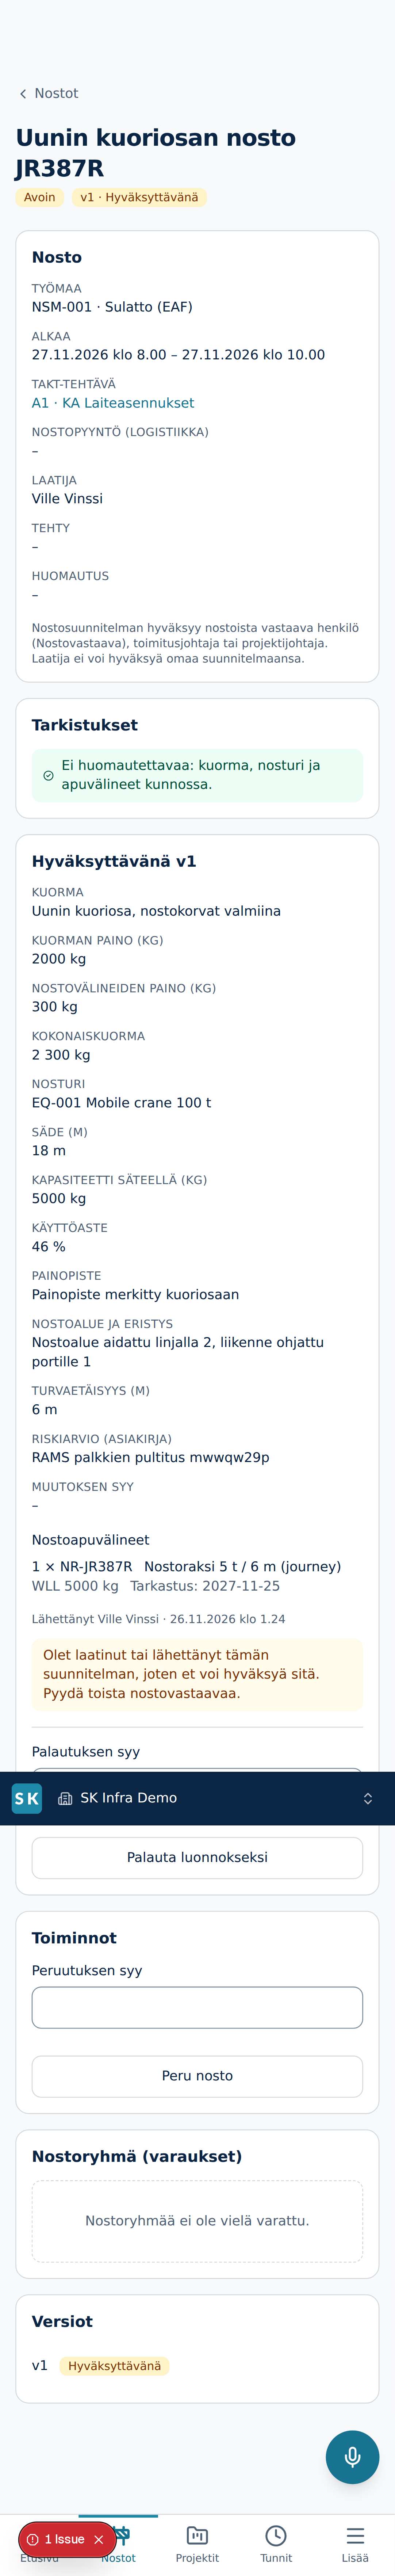 Nostot
Uunin kuoriosan nosto
JR387R
Avoin
v1 · Hyväksyttävänä
Nosto
TYÖMAA
NSM-001 · Sulatto (EAF)
ALKAA
27.11.2026 klo 8.00 – 27.11.2026 klo 10.00
TAKT-TEHTÄVÄ
A1 · KA Laiteasennukset
NOSTOPYYNTÖ (LOGISTIIKKA)
–
LAATIJA
Ville Vinssi
TEHTY
–
HUOMAUTUS
–
Nostosuunnitelman hyväksyy nostoista vastaava henkilö
(Nostovastaava), toimitusjohtaja tai projektijohtaja.
Laatija ei voi hyväksyä omaa suunnitelmaansa.
Tarkistukset
Ei huomautettavaa: kuorma, nosturi ja
apuvälineet kunnossa.
Hyväksyttävänä v1
KUORMA
Uunin kuoriosa, nostokorvat valmiina
KUORMAN PAINO (KG)
2000 kg
NOSTOVÄLINEIDEN PAINO (KG)
300 kg
KOKONAISKUORMA
2 300 kg
NOSTURI
EQ-001 Mobile crane 100 t
SÄDE (M)
18 m
KAPASITEETTI SÄTEELLÄ (KG)
5000 kg
KÄYTTÖASTE
46 %
PAINOPISTE
Painopiste merkitty kuoriosaan
NOSTOALUE JA ERISTYS
Nostoalue aidattu linjalla 2, liikenne ohjattu
portille 1
TURVAETÄISYYS (M)
6 m
RISKIARVIO (ASIAKIRJA)
RAMS palkkien pultitus mwwqw29p
MUUTOKSEN SYY
–
Nostoapuvälineet
1 × NR-JR387R Nostoraksi 5 t / 6 m (journey)
WLL 5000 kg Tarkastus: 2027-11-25
Lähettänyt Ville Vinssi · 26.11.2026 klo 1.24
Olet laatinut tai lähettänyt tämän
suunnitelman, joten et voi hyväksyä sitä.
Pyydä toista nostovastaavaa.
Palautuksen syy
SK SK Infra Demo
Palauta luonnokseksi
Toiminnot
Peruutuksen syy
Peru nosto
Nostoryhmä (varaukset)
Nostoryhmää ei ole vielä varattu.
Versiot
v1 Hyväksyttävänä
1 Issue
Etusivu Nostot Projektit Tunnit Lisää